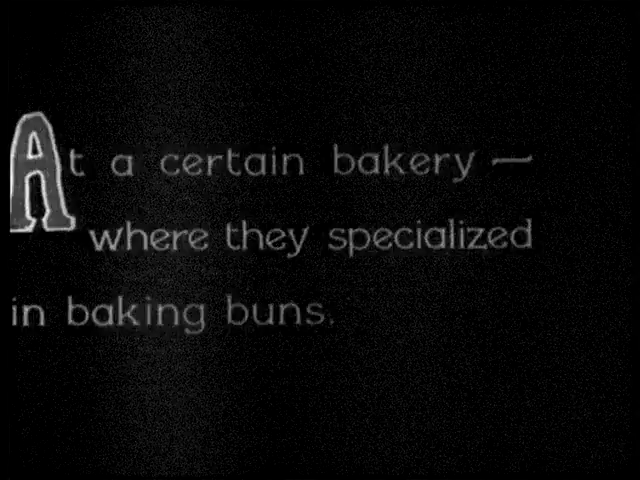 At a certain bakery —
where they specialized
in baking buns.